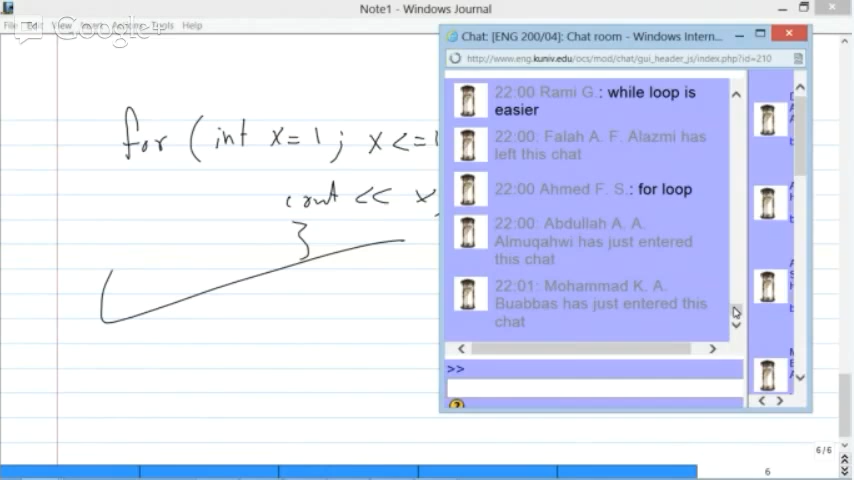 Note1 - Windows Journal
File Edit View Insert Actions Tools Help
Google+
for ( int x=1 ; x<=1
cout << x;
}
Chat: [ENG 200/04]: Chat room - Windows Intern...
http://www.eng.kuniv.edu/ocs/mod/chat/gui_header_js/index.php?id=210
22:00 Rami G.: while loop is
easier
22:00: Falah A. F. Alazmi has
left this chat
22:00 Ahmed F. S.: for loop
22:00: Abdullah A. A.
Almuqahwi has just entered
this chat
22:01: Mohammad K. A.
Buabbas has just entered this
chat
>>
6/6
6